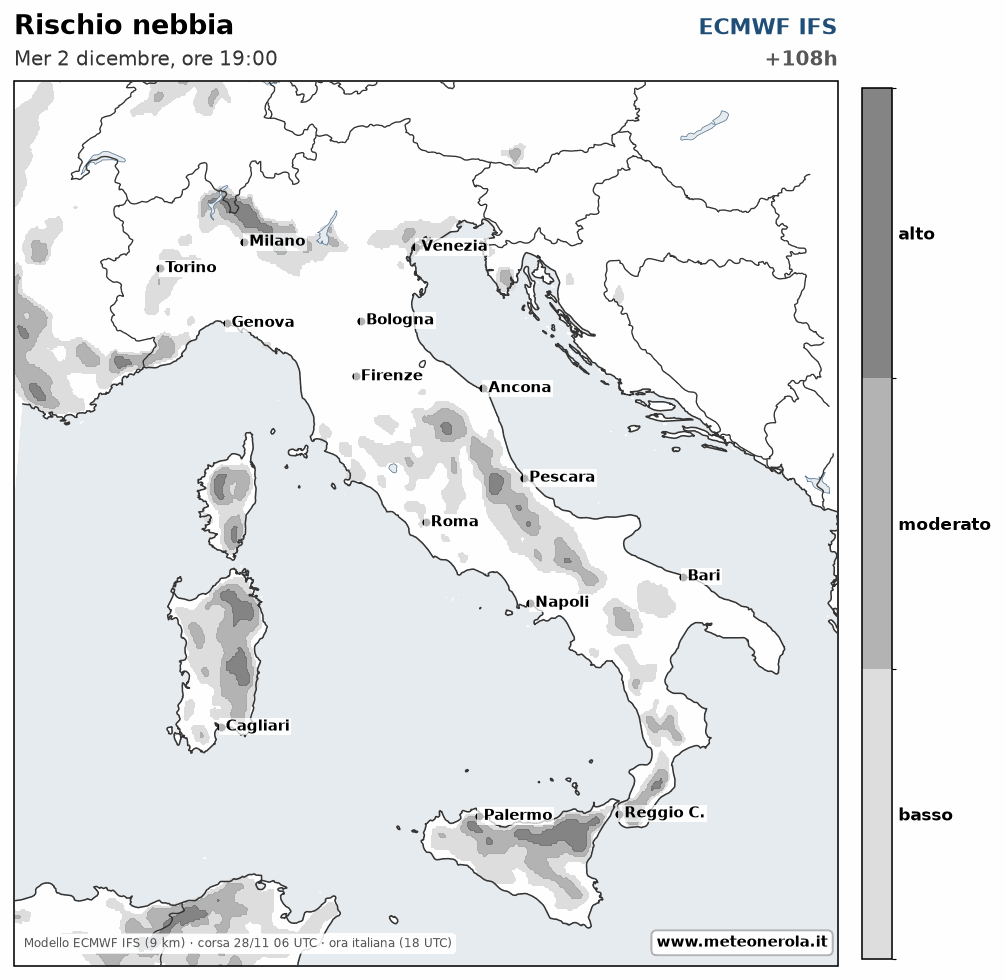 Rischio nebbia
ECMWF IFS
Mer 2 dicembre, ore 19:00
+108h
alto
Milano
Venezia
Torino
Bologna
Genova
Firenze
Ancona
Pescara
Roma
moderato
Bari
Napoli
Cagliari
Palermo
Reggio C.
basso
Modello ECMWF IFS (9 km) · corsa 28/11 06 UTC · ora italiana (18 UTC)
www.meteonerola.it